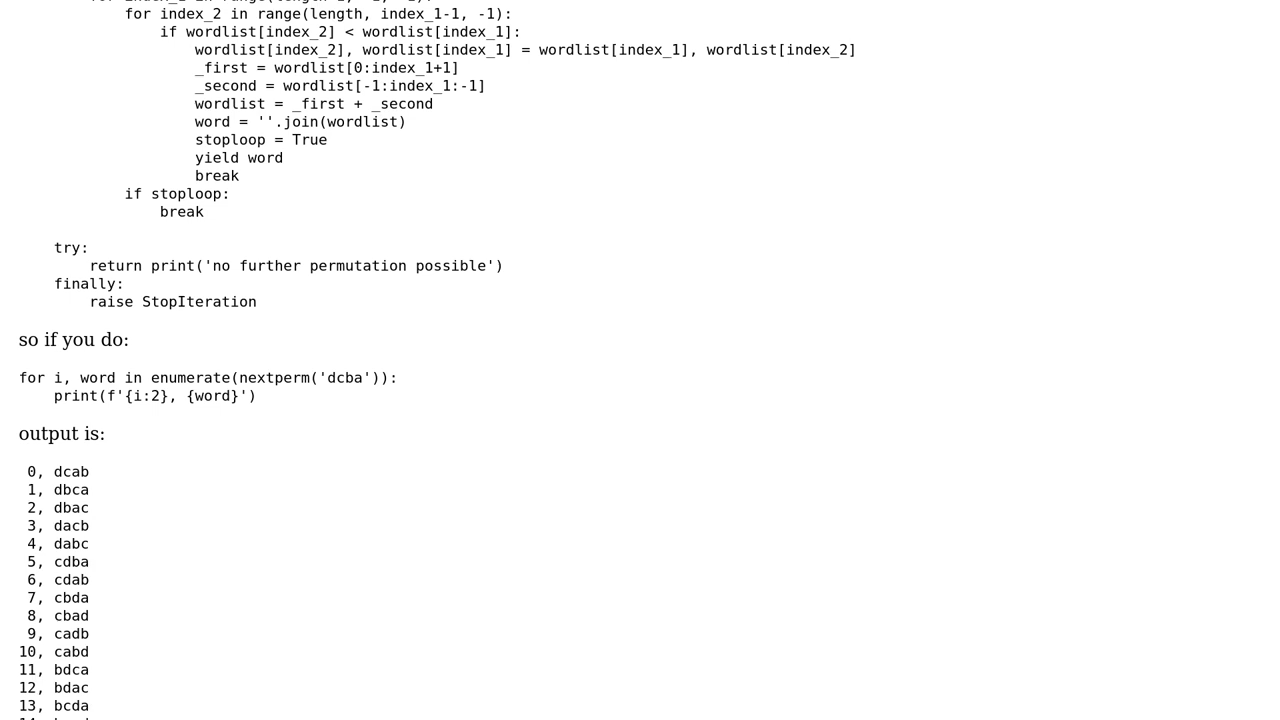 for index_2 in range(length, index_1-1, -1):
if wordlist[index_2] < wordlist[index_1]:
wordlist[index_2], wordlist[index_1] = wordlist[index_1], wordlist[index_2]
_first = wordlist[0:index_1+1]
_second = wordlist[-1:index_1:-1]
wordlist = _first + _second
word = ''.join(wordlist)
stoploop = True
yield word
break
if stoploop:
break
try:
return print('no further permutation possible')
finally:
raise StopIteration
so if you do:
for i, word in enumerate(nextperm('dcba')):
print(f'{i:2}, {word}')
output is:
0, dcab
1, dbca
2, dbac
3, dacb
4, dabc
5, cdba
6, cdab
7, cbda
8, cbad
9, cadb
10, cabd
11, bdca
12, bdac
13, bcda